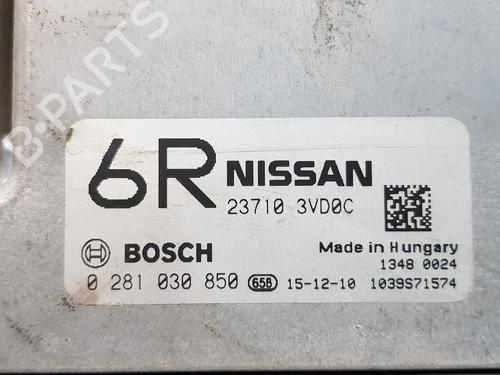 B-PARTS
6R NISSAN
23710 3VD0C
BOSCH
Made in Hungary
1348 0024
0 281 030 850 658 15-12-10 1039S71574